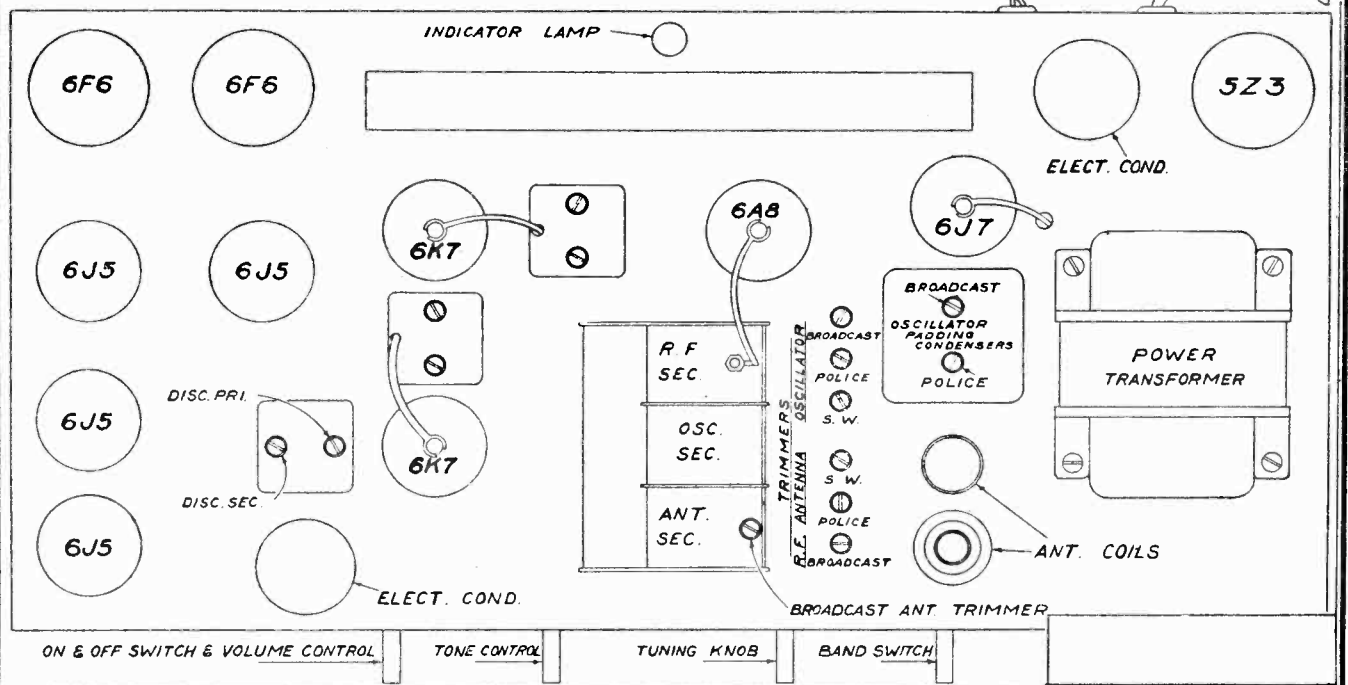 INDICATOR LAMP
6F6
6F6
5Z3
ELECT. COND.
6K7
6A8
6J7
6J5
6J5
BROADCAST
OSCILLATOR
PADDING
CONDENSERS
POLICE
POWER
TRANSFORMER
R.F.
SEC.
OSC.
SEC.
ANT.
SEC.
TRIMMERS
OSCILLATOR
BROADCAST
POLICE
S.W.
R.F. ANTENNA
S.W.
POLICE
BROADCAST
DISC. PRI.
6J5
6K7
DISC. SEC.
6J5
ELECT. COND.
ANT. COILS
BROADCAST ANT. TRIMMER
ON & OFF SWITCH & VOLUME CONTROL
TONE CONTROL
TUNING KNOB
BAND SWITCH